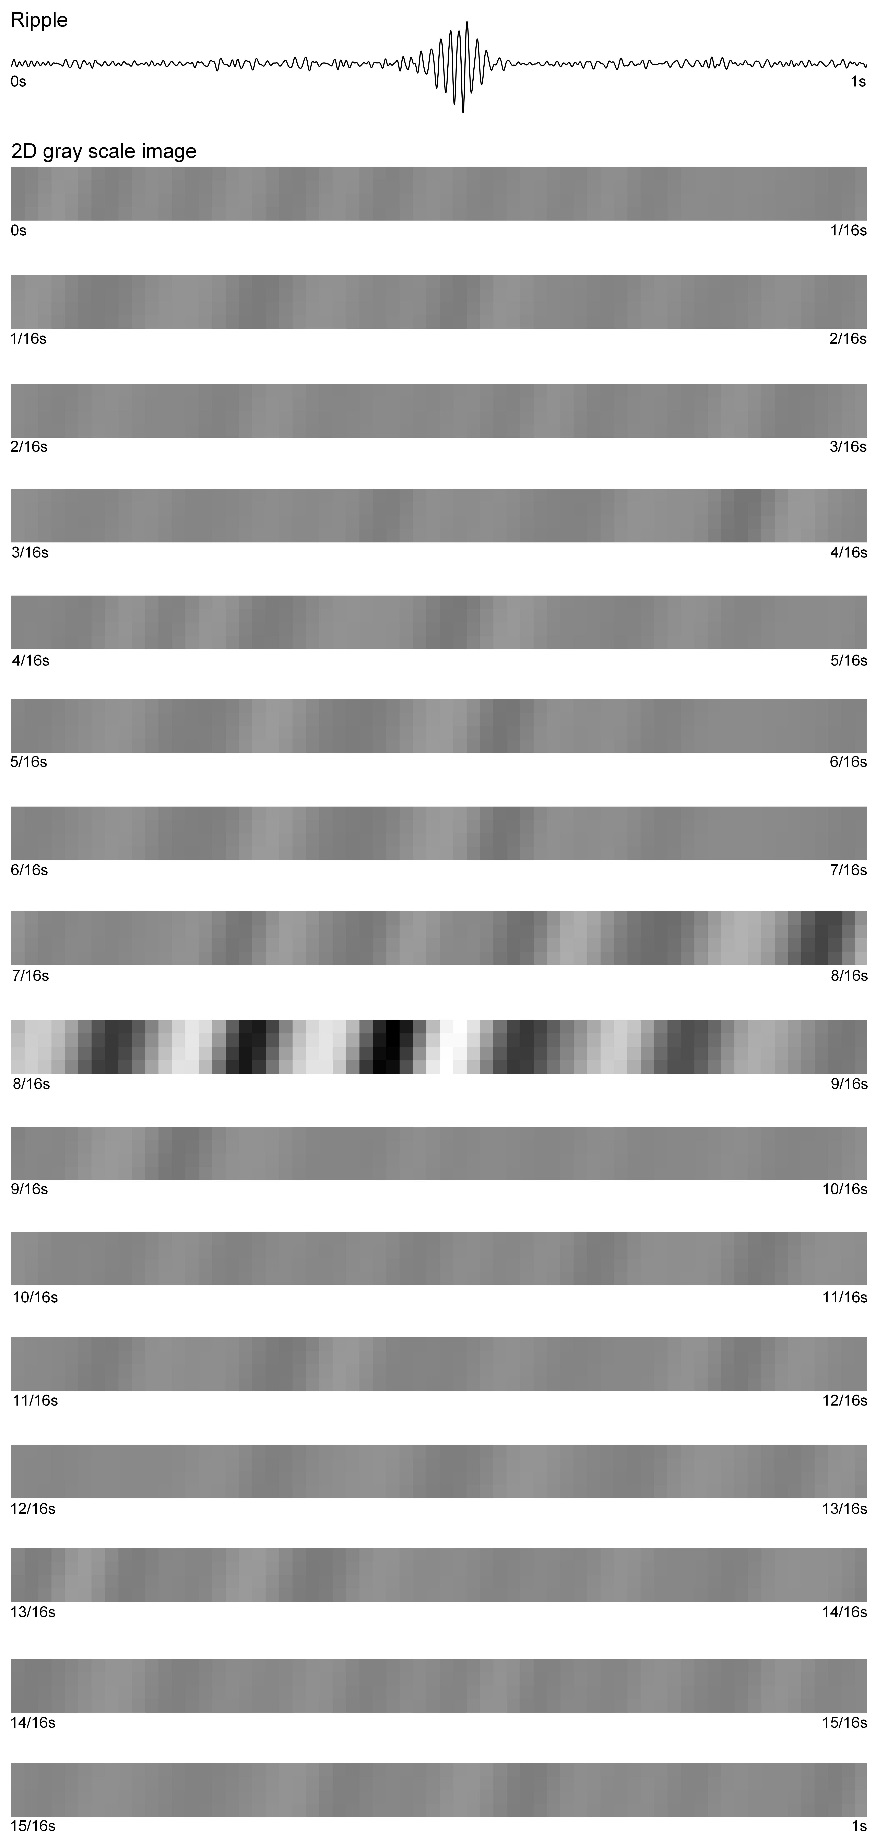 Ripple
0s 1s
2D gray scale image
0s 1/16s
1/16s 2/16s
2/16s 3/16s
3/16s 4/16s
4/16s 5/16s
5/16s 6/16s
6/16s 7/16s
7/16s 8/16s
8/16s 9/16s
9/16s 10/16s
10/16s 11/16s
11/16s 12/16s
12/16s 13/16s
13/16s 14/16s
14/16s 15/16s
15/16s 1s